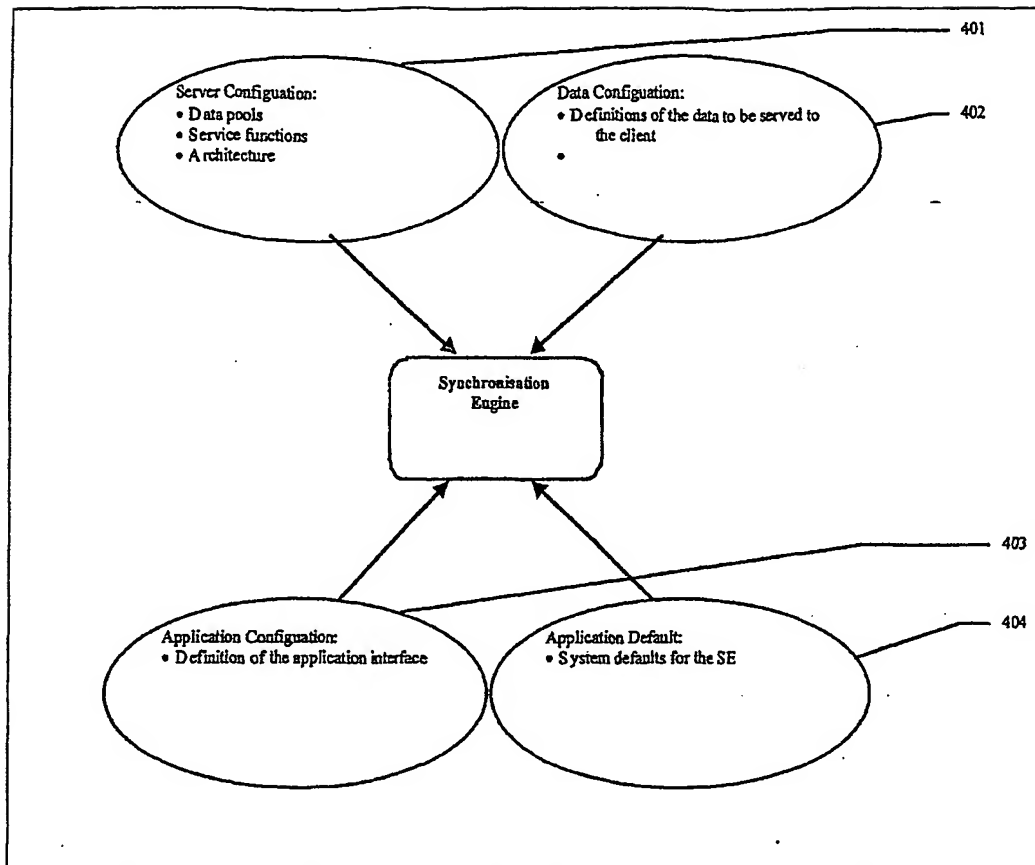 401
Server Configuation:
• Data pools
• Service functions
• Architecture
Data Configuation:
• Definitions of the data to be served to
the client
•
402
Synchronisation
Engine
403
Application Configuation:
• Definition of the application interface
Application Default:
• System defaults for the SE
404